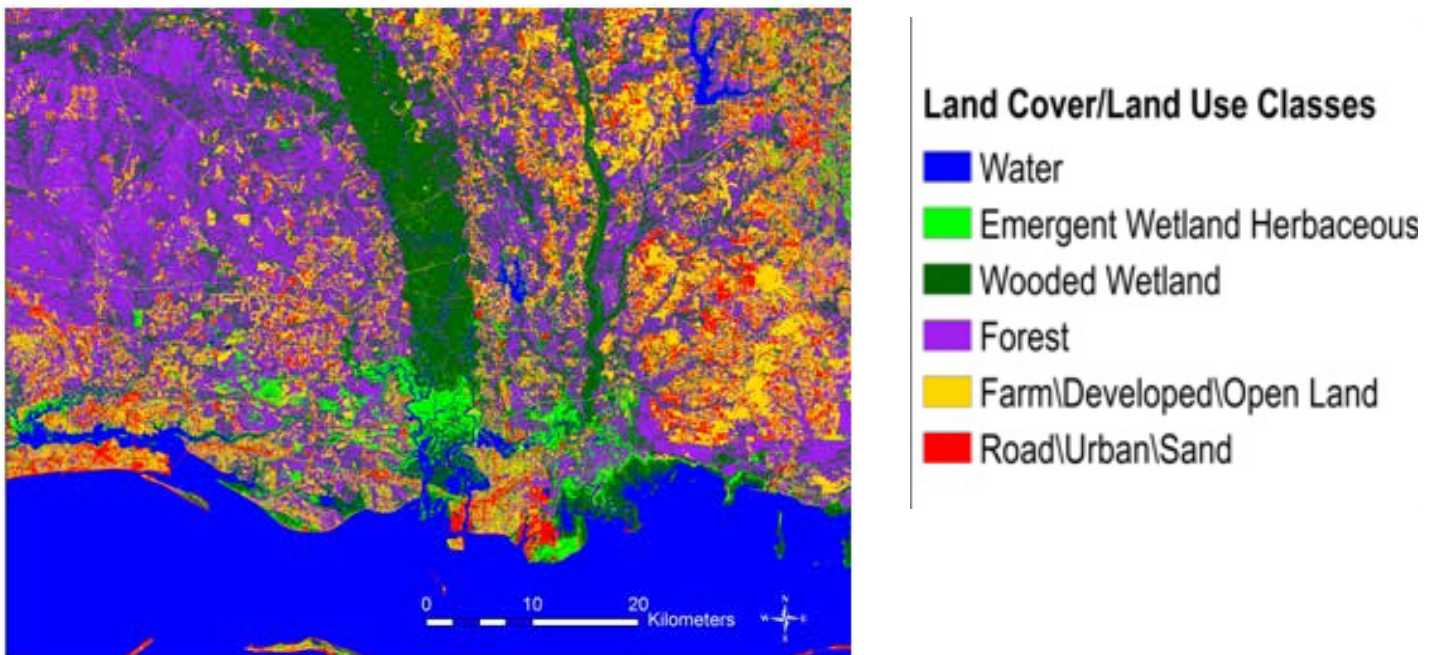 Land Cover/Land Use Classes
Water
Emergent Wetland Herbaceous
Wooded Wetland
Forest
Farm\Developed\Open Land
Road\Urban\Sand
0 10 20
Kilometers
N
W E
S